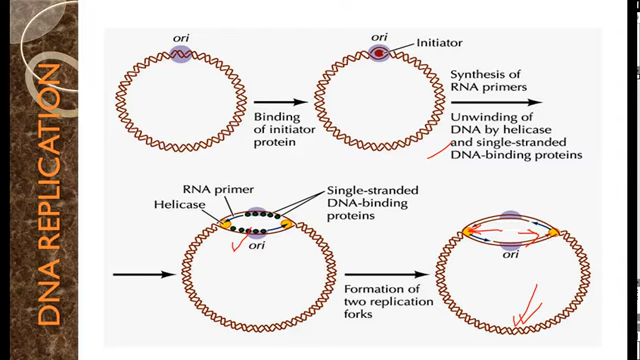 DNA REPLICATION
ori
ori
Initiator
Binding
of initiator
protein
Synthesis of
RNA primers
Unwinding of
DNA by helicase
and single-stranded
DNA-binding proteins
RNA primer
Helicase
Single-stranded
DNA-binding
proteins
ori
Formation of
two replication
forks
ori